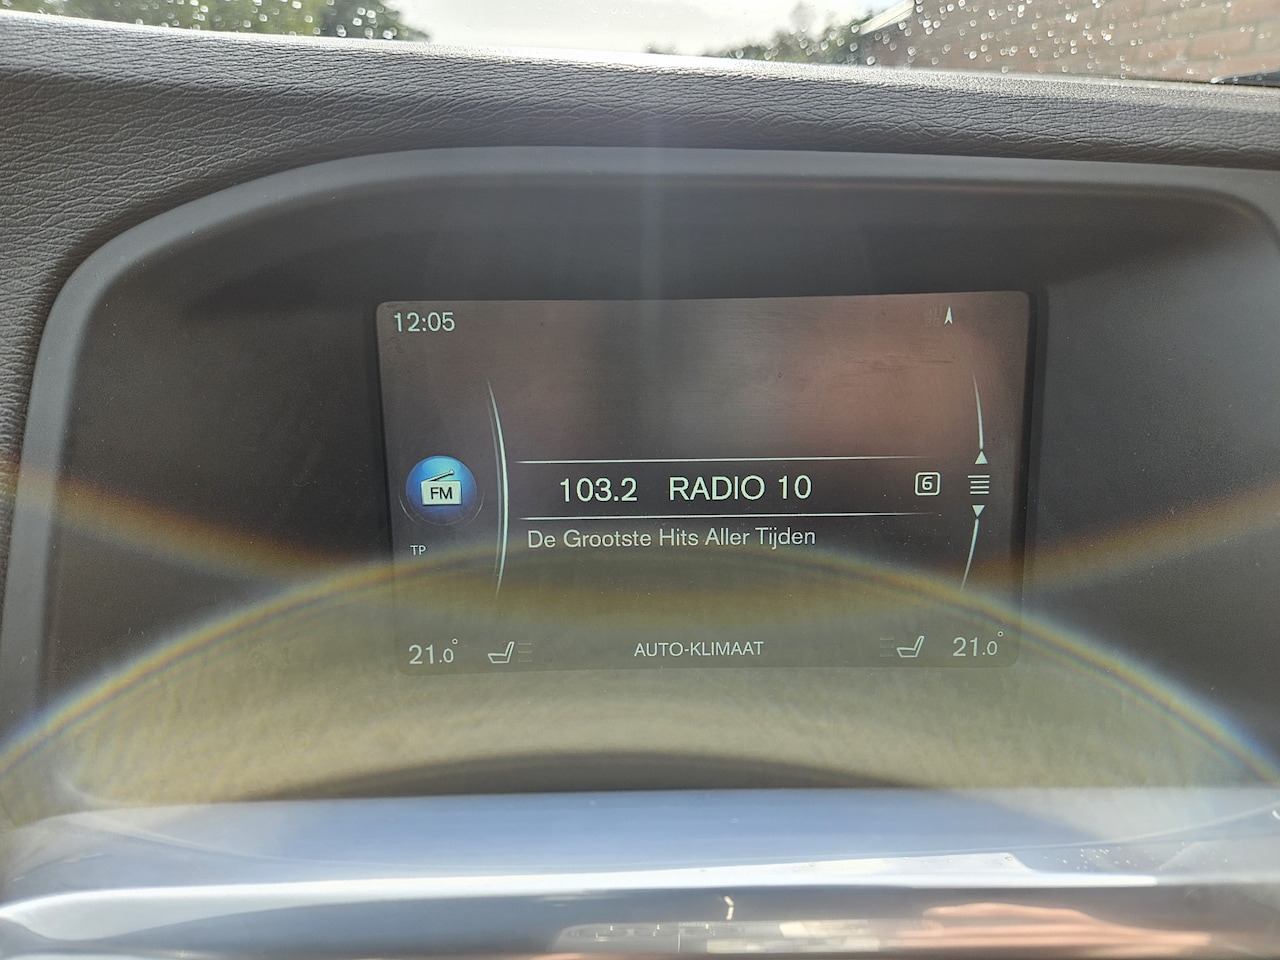 12:05
103.2 RADIO 10 6
FM
De Grootste Hits Aller Tijden
TP
21.0° AUTO-KLIMAAT 21.0°